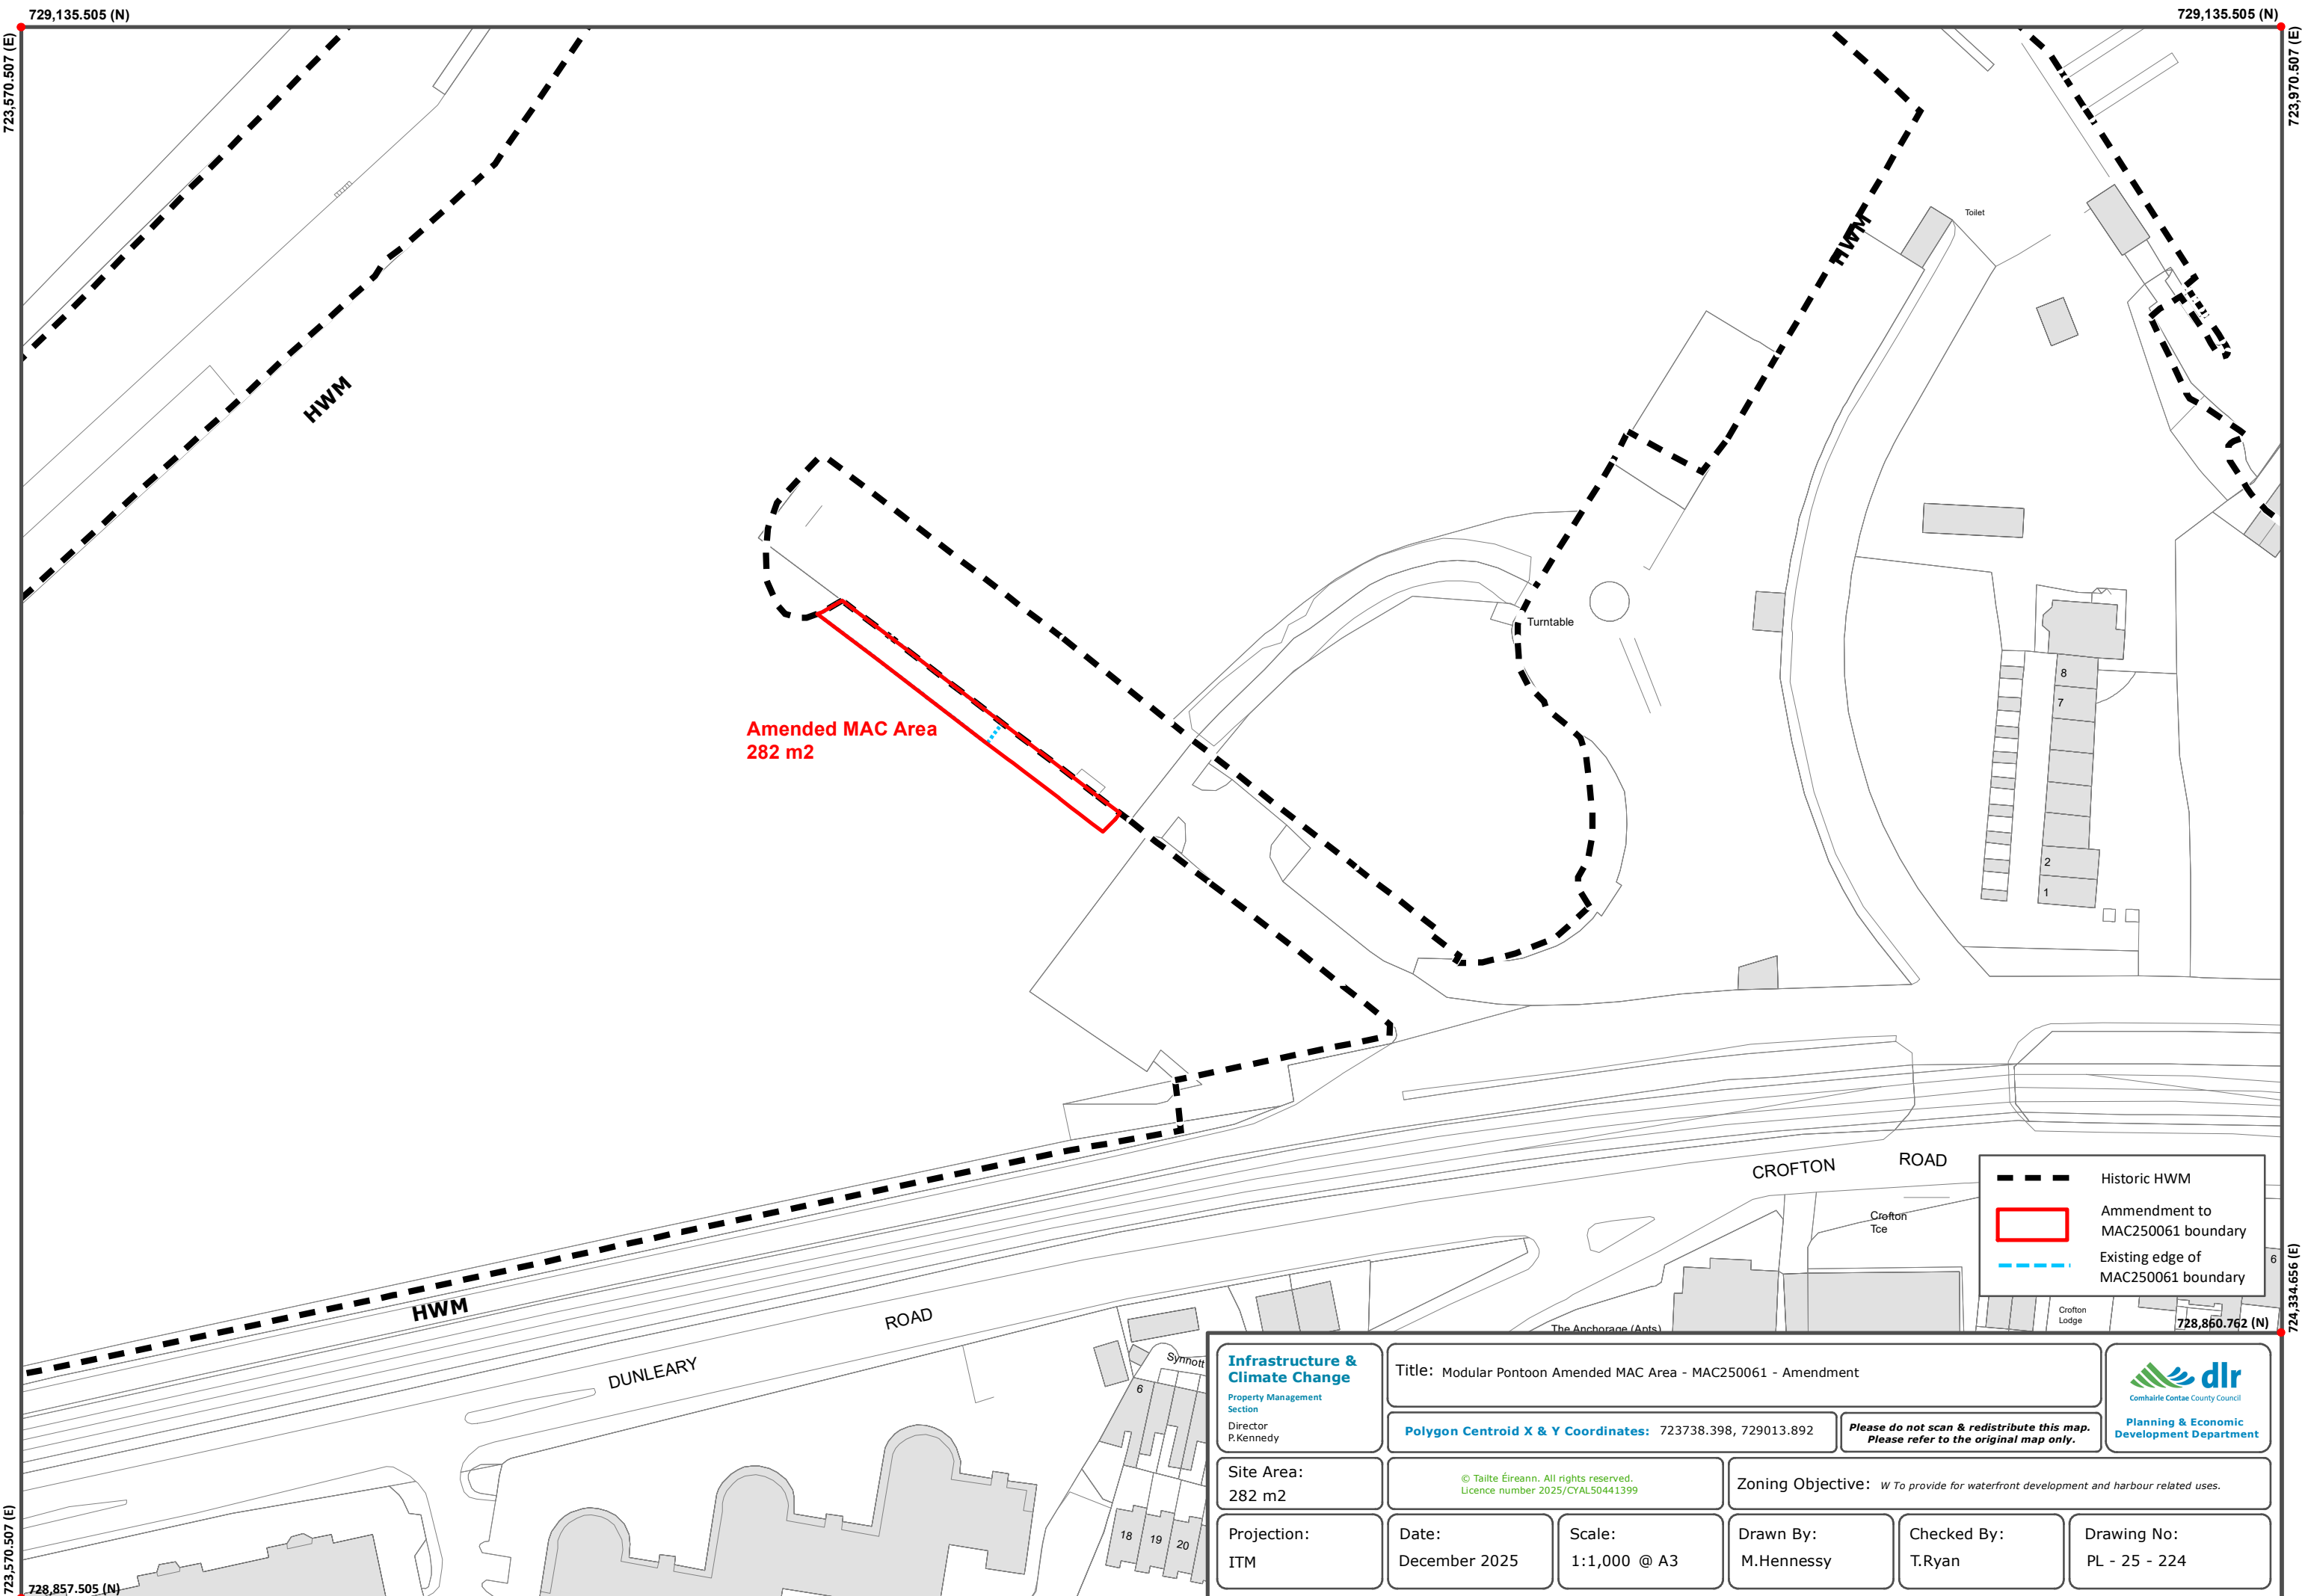 729,135.505 (N)
729,135.505 (N)
723,570.507 (E)
723,970.507 (E)
HWM
Toilet
HWM
Turntable
8
7
Amended MAC Area
282 m2
2
1
CROFTON ROAD
Historic HWM
Crofton
Tce
Ammendment to
MAC250061 boundary
Existing edge of
MAC250061 boundary
6
724,334.656 (E)
HWM
ROAD
DUNLEARY
Crofton
Lodge
The Anchorage (Apts)
728,860.762 (N)
Synnott
6
18
19
20
Infrastructure &
Climate Change
Property Management
Section
Director
P.Kennedy
Title: Modular Pontoon Amended MAC Area - MAC250061 - Amendment
Polygon Centroid X & Y Coordinates: 723738.398, 729013.892
Please do not scan & redistribute this map.
Please refer to the original map only.
dlr
Comhairle Contae County Council
Planning & Economic
Development Department
Site Area:
282 m2
© Tailte Éireann. All rights reserved.
Licence number 2025/CYAL50441399
Zoning Objective: W To provide for waterfront development and harbour related uses.
Projection:
ITM
Date:
December 2025
Scale:
1:1,000 @ A3
Drawn By:
M.Hennessy
Checked By:
T.Ryan
Drawing No:
PL - 25 - 224
723,570.507 (E)
728,857.505 (N)